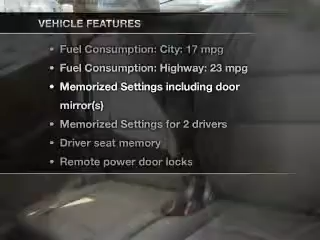 VEHICLE FEATURES
• Fuel Consumption: City: 17 mpg
• Fuel Consumption: Highway: 23 mpg
• Memorized Settings including door
mirror(s)
• Memorized Settings for 2 drivers
• Driver seat memory
• Remote power door locks